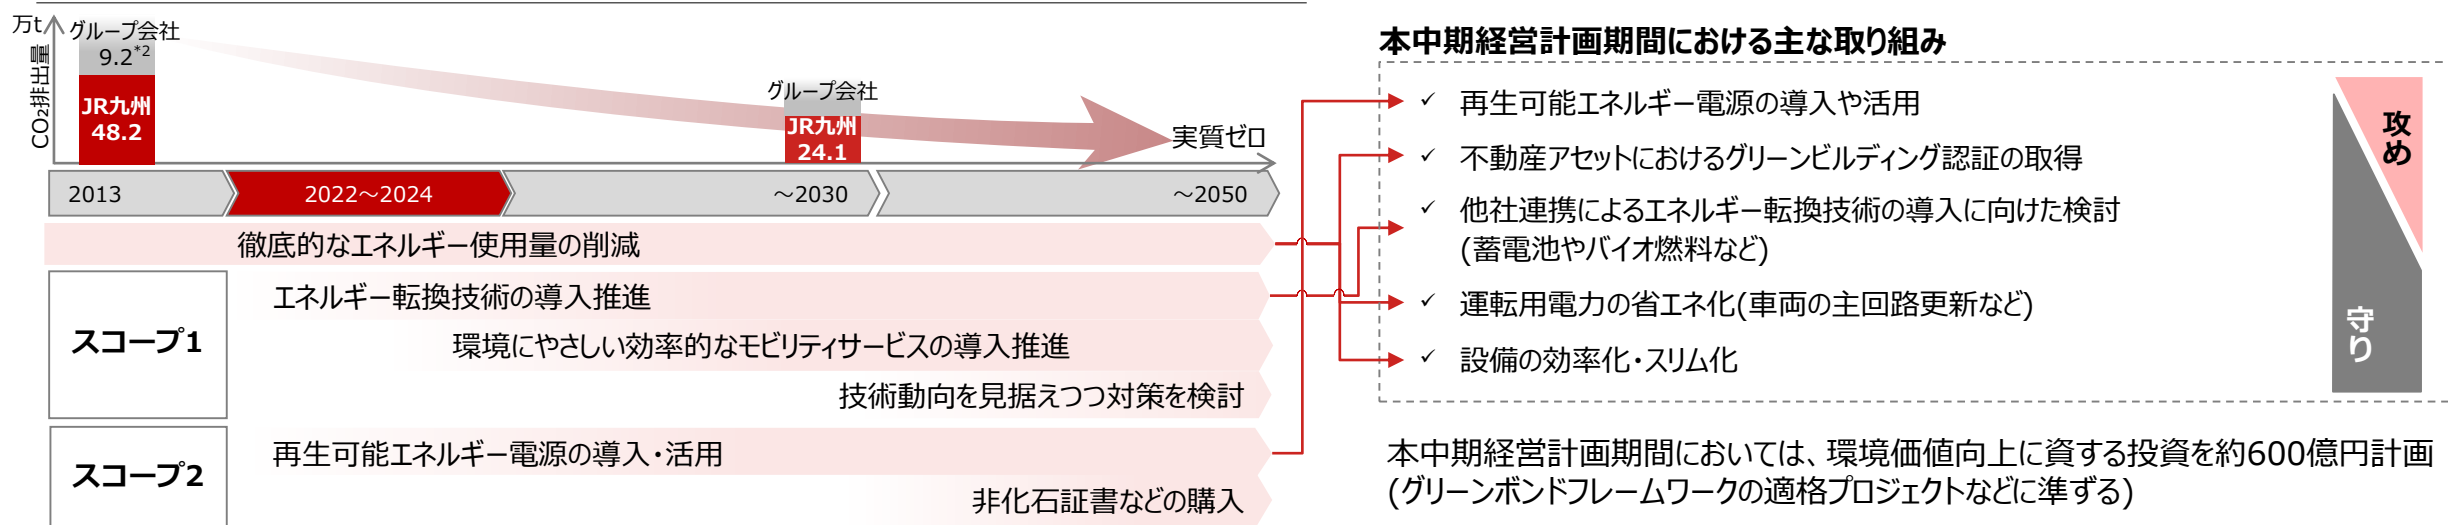 万t
CO₂排出量
グループ会社
9.2*2
JR九州
48.2
グループ会社
JR九州
24.1
実質ゼロ
2013
2022～2024
～2030
～2050
徹底的なエネルギー使用量の削減
スコープ1
エネルギー転換技術の導入推進
環境にやさしい効率的なモビリティサービスの導入推進
技術動向を見据えつつ対策を検討
スコープ2
再生可能エネルギー電源の導入・活用
非化石証書などの購入
本中期経営計画期間における主な取り組み
✓ 再生可能エネルギー電源の導入や活用
✓ 不動産アセットにおけるグリーンビルディング認証の取得
✓ 他社連携によるエネルギー転換技術の導入に向けた検討
(蓄電池やバイオ燃料など)
✓ 運転用電力の省エネ化(車両の主回路更新など)
✓ 設備の効率化・スリム化
攻め
守り
本中期経営計画期間においては、環境価値向上に資する投資を約600億円計画
(グリーンボンドフレームワークの適格プロジェクトなどに準ずる)